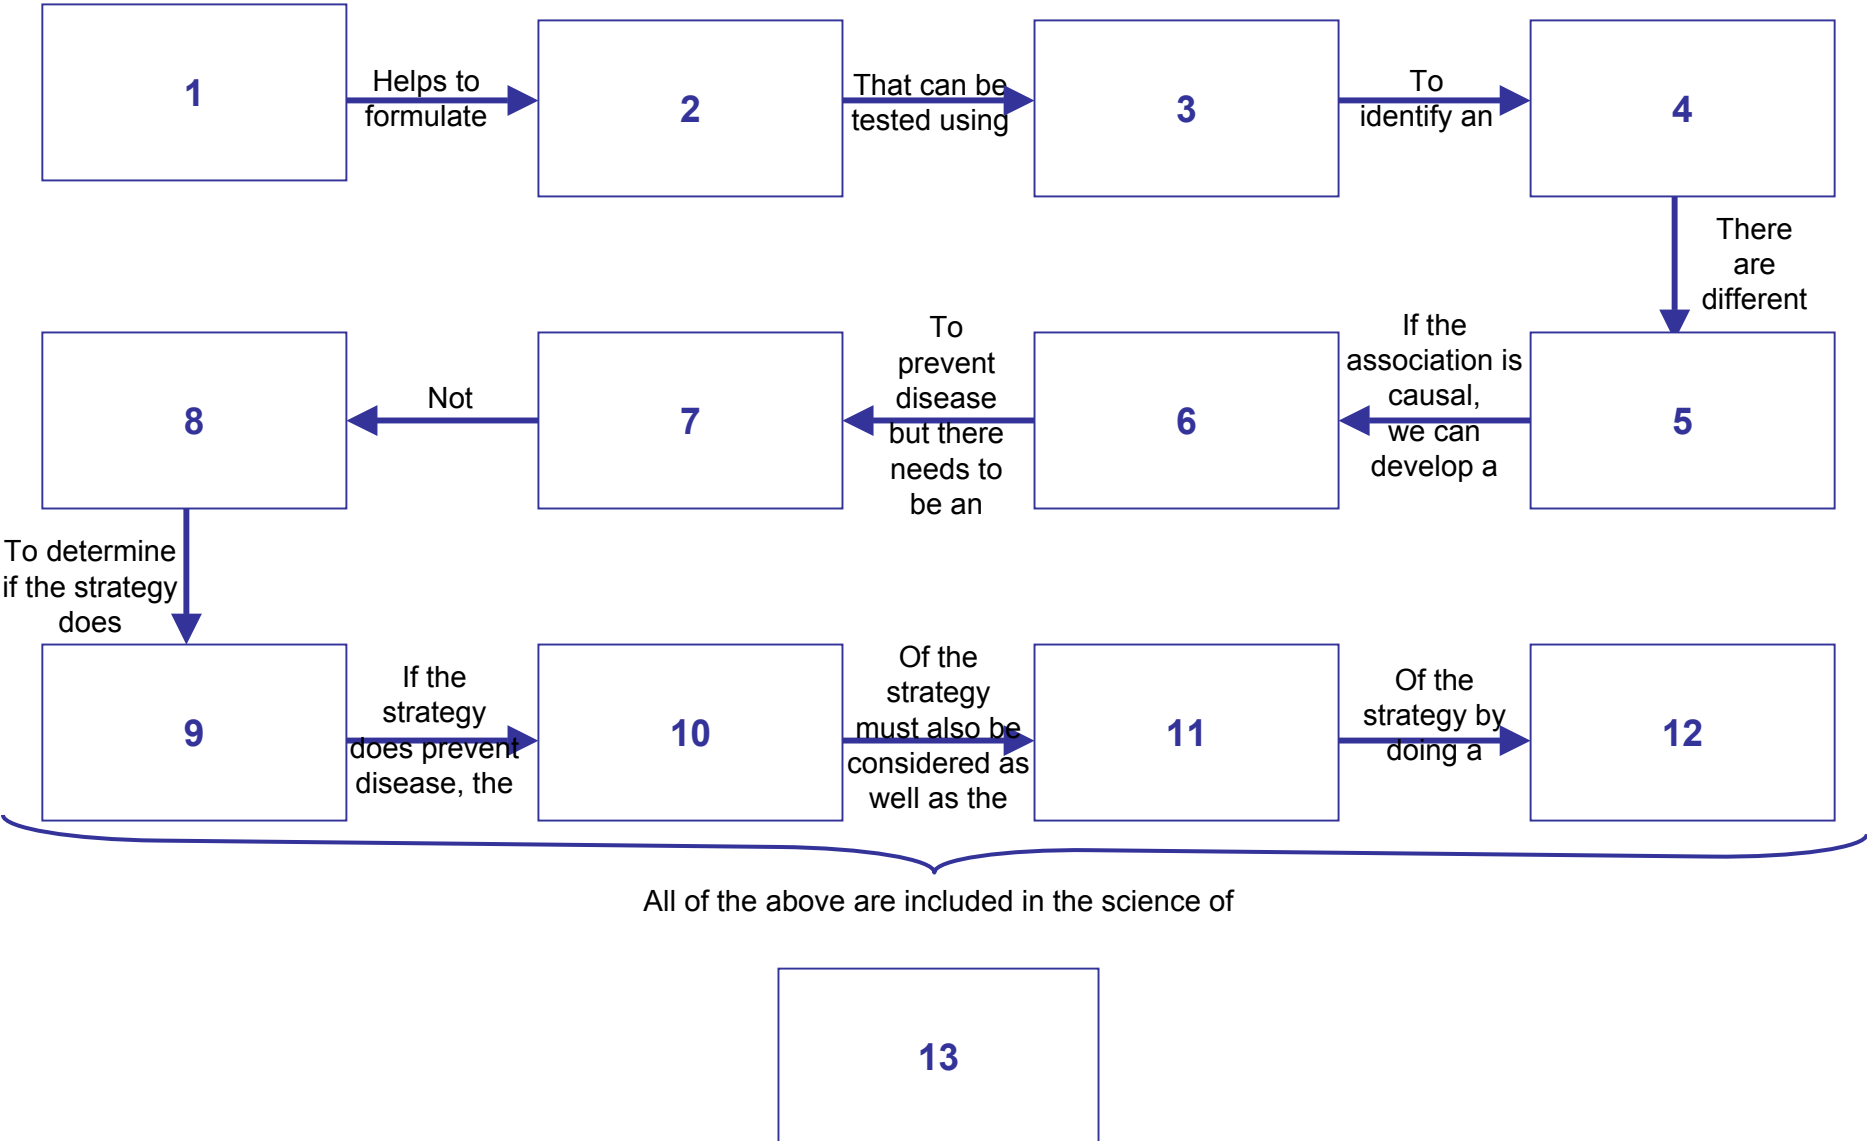 1
Helps to
formulate
2
That can be
tested using
3
To
identify an
4
There
are
different
5
If the
association is
causal,
we can
develop a
6
To
prevent
disease
but there
needs to
be an
7
Not
8
To determine
if the strategy
does
9
If the
strategy
does prevent
disease, the
10
Of the
strategy
must also be
considered as
well as the
11
Of the
strategy by
doing a
12
All of the above are included in the science of
13